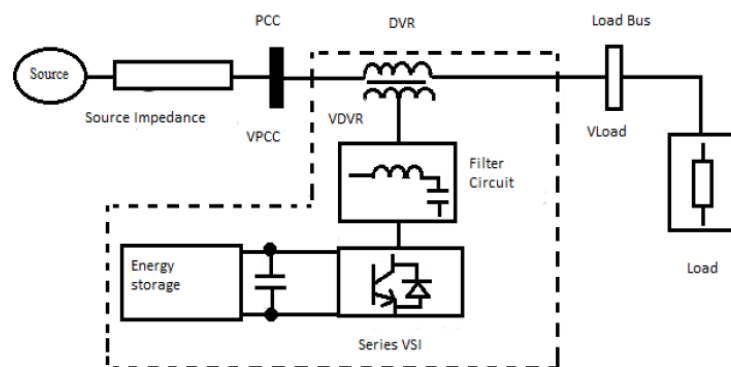 PCC
DVR
Load Bus
Source
Source Impedance
VPCC
VDVR
VLoad
Filter
Circuit
Energy
storage
Load
Series VSI